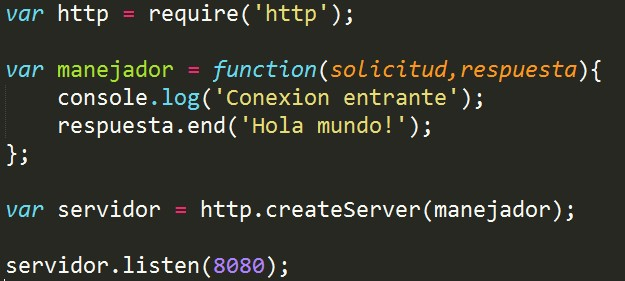 var http = require('http');
var manejador = function(solicitud,respuesta){
console.log('Conexion entrante');
respuesta.end('Hola mundo!');
};
var servidor = http.createServer(manejador);
servidor.listen(8080);